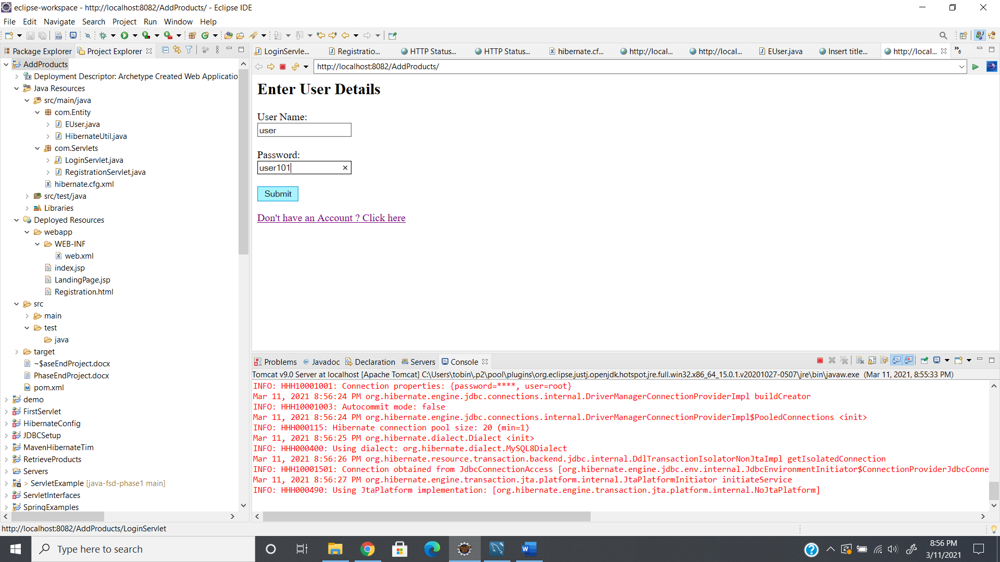 eclipse-workspace - http://localhost:8082/AddProducts/ - Eclipse IDE
File Edit Navigate Search Project Run Window Help
Package Explorer Project Explorer
AddProducts
Deployment Descriptor: Archetype Created Web Applicatio
Java Resources
src/main/java
com.Entity
EUser.java
HibernateUtil.java
com.Servlets
LoginServlet.java
RegistrationServlet.java
hibernate.cfg.xml
src/test/java
Libraries
Deployed Resources
webapp
WEB-INF
web.xml
index.jsp
LandingPage.jsp
Registration.html
src
main
test
java
target
~$aseEndProject.docx
PhaseEndProject.docx
pom.xml
demo
FirstServlet
HibernateConfig
JDBCSetup
MavenHibernateTim
RetrieveProducts
Servers
> ServletExample [java-fsd-phase1 main]
ServletInterfaces
SpringExamples
LoginServle... Registratio... HTTP Status... HTTP Status... hibernate.cf... http://local... http://local... EUser.java Insert title... http://local... »6
http://localhost:8082/AddProducts/
Enter User Details
User Name:
user
Password:
user101
Submit
Don't have an Account ? Click here
Problems @ Javadoc Declaration Servers Console
Tomcat v9.0 Server at localhost [Apache Tomcat] C:\Users\tobin\.p2\pool\plugins\org.eclipse.justj.openjdk.hotspot.jre.full.win32.x86_64_15.0.1.v20201027-0507\jre\bin\javaw.exe (Mar 11, 2021, 8:55:33 PM)
INFO: HHH10001001: Connection properties: {password=****, user=root}
Mar 11, 2021 8:56:24 PM org.hibernate.engine.jdbc.connections.internal.DriverManagerConnectionProviderImpl buildCreator
INFO: HHH10001003: Autocommit mode: false
Mar 11, 2021 8:56:24 PM org.hibernate.engine.jdbc.connections.internal.DriverManagerConnectionProviderImpl$PooledConnections <init>
INFO: HHH000115: Hibernate connection pool size: 20 (min=1)
Mar 11, 2021 8:56:25 PM org.hibernate.dialect.Dialect <init>
INFO: HHH000400: Using dialect: org.hibernate.dialect.MySQL8Dialect
Mar 11, 2021 8:56:26 PM org.hibernate.resource.transaction.backend.jdbc.internal.DdlTransactionIsolatorNonJtaImpl getIsolatedConnection
INFO: HHH10001501: Connection obtained from JdbcConnectionAccess [org.hibernate.engine.jdbc.env.internal.JdbcEnvironmentInitiator$ConnectionProviderJdbcConne
Mar 11, 2021 8:56:27 PM org.hibernate.engine.transaction.jta.platform.internal.JtaPlatformInitiator initiateService
INFO: HHH000490: Using JtaPlatform implementation: [org.hibernate.engine.transaction.jta.platform.internal.NoJtaPlatform]
http://localhost:8082/AddProducts/LoginServlet
Type here to search
8:56 PM
3/11/2021